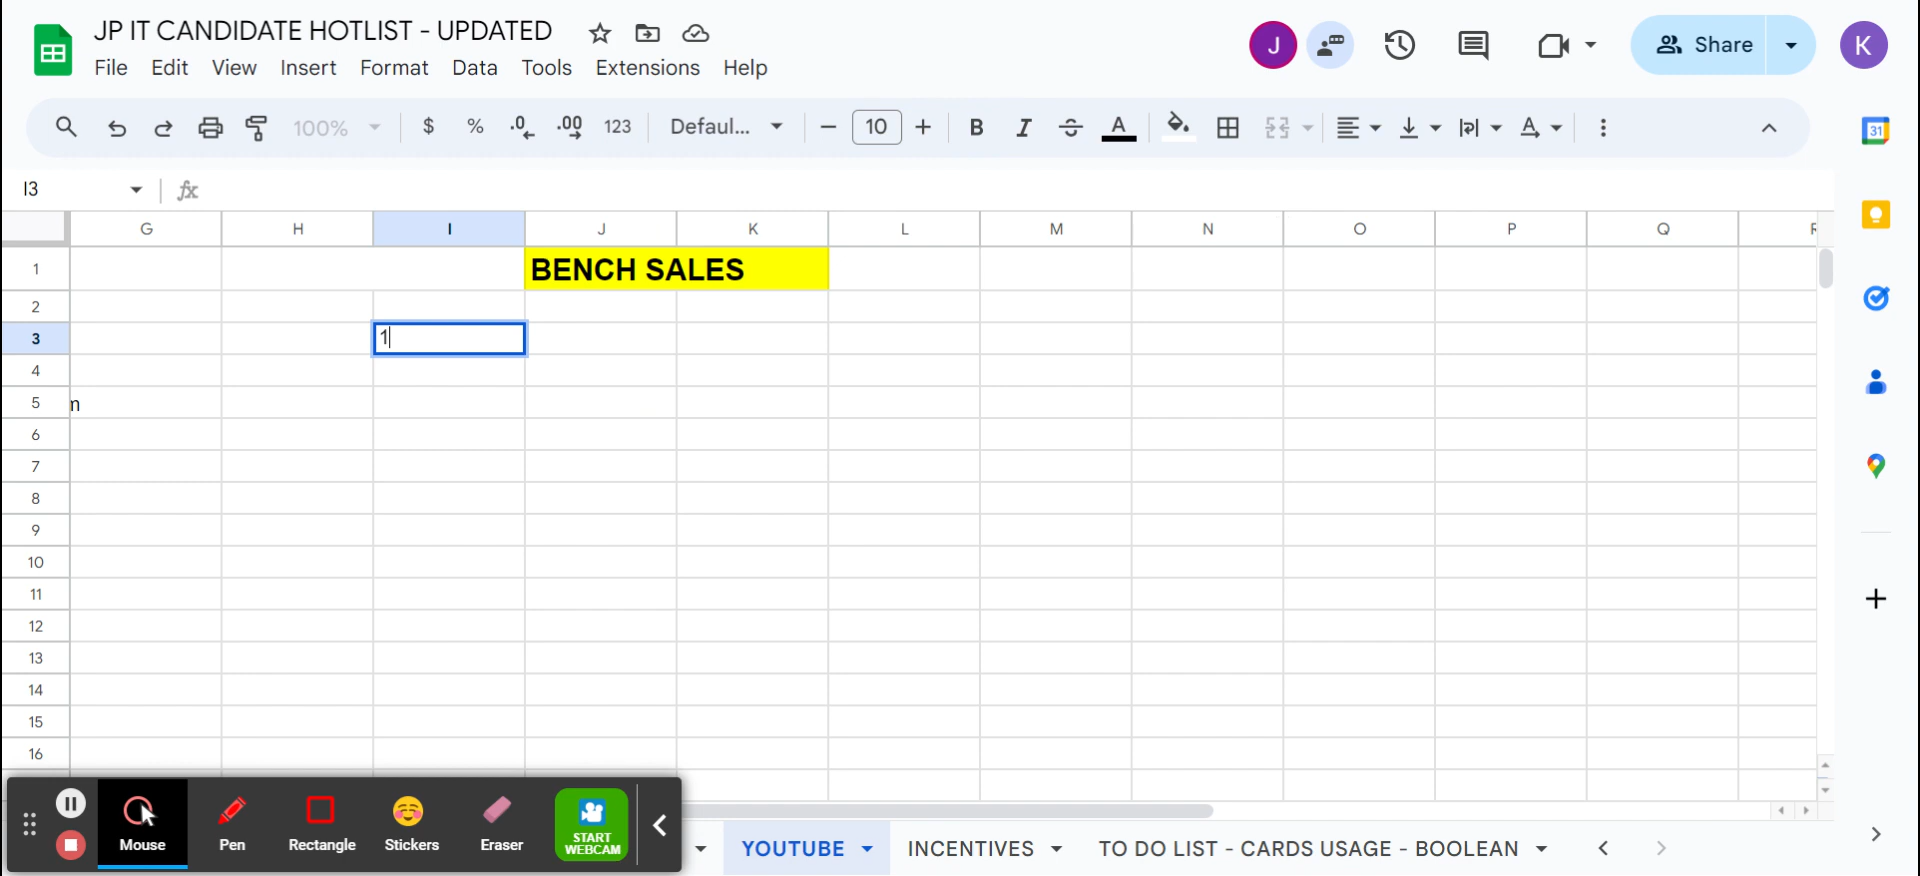 JP IT CANDIDATE HOTLIST - UPDATED
File Edit View Insert Format Data Tools Extensions Help
J
Share
K
100% $ % .0 .00 123 Defaul... 10 B I A A
31
I3 fx
G H I J K L M N O P Q
1 BENCH SALES
2
3 1
4
5 n
6
7
8
9
10
11
12
13
14
15
16
Mouse Pen Rectangle Stickers Eraser START
WEBCAM
YOUTUBE INCENTIVES TO DO LIST - CARDS USAGE - BOOLEAN